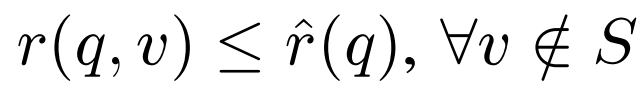 r(q, v) ≤ r̂(q), ∀v ∉ S